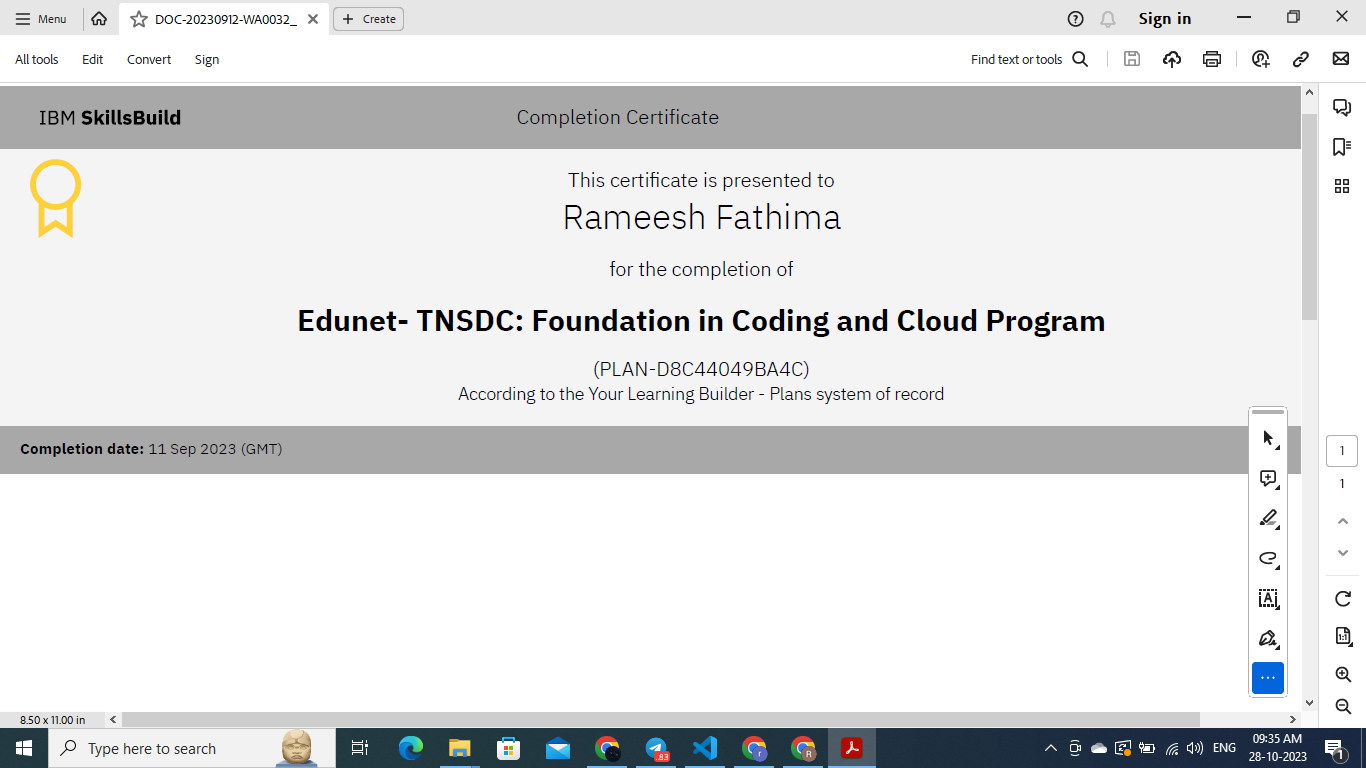 Menu
DOC-20230912-WA0032_
Create
Sign in
All tools
Edit
Convert
Sign
Find text or tools
IBM SkillsBuild
Completion Certificate
This certificate is presented to
Rameesh Fathima
for the completion of
Edunet- TNSDC: Foundation in Coding and Cloud Program
(PLAN-D8C44049BA4C)
According to the Your Learning Builder - Plans system of record
Completion date: 11 Sep 2023 (GMT)
A
1
1
1:1
8.50 x 11.00 in
Type here to search
83
r
R
ENG
09:35 AM
28-10-2023
1